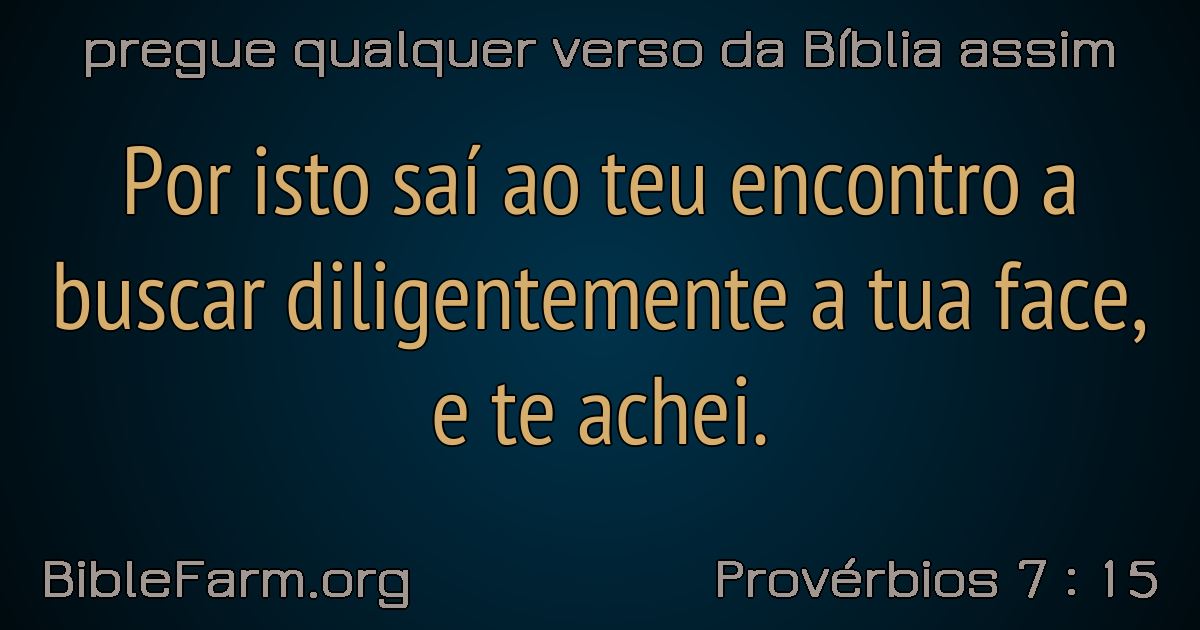 pregue qualquer verso da Bíblia assim
Por isto saí ao teu encontro a
buscar diligentemente a tua face,
e te achei.
BibleFarm.org
Provérbios 7 : 15